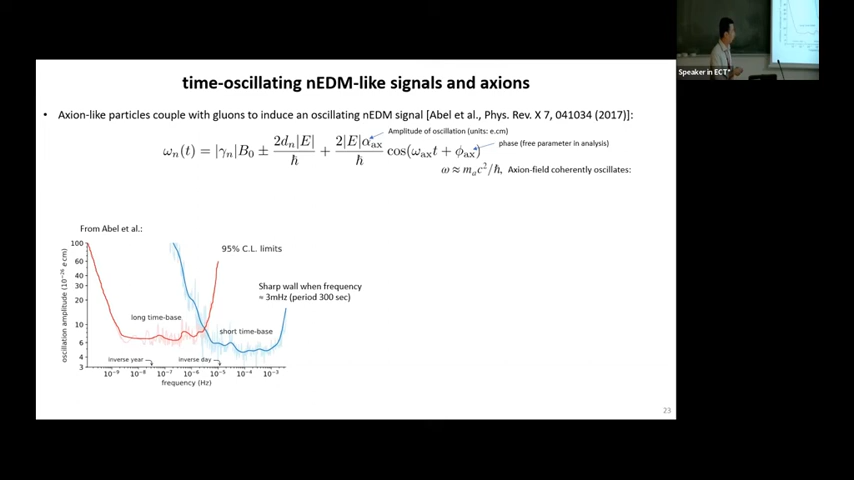 Speaker in ECT*
time-oscillating nEDM-like signals and axions
• Axion-like particles couple with gluons to induce an oscillating nEDM signal [Abel et al., Phys. Rev. X 7, 041034 (2017)]:
Amplitude of oscillation (units: e.cm)
phase (free parameter in analysis)
ωn(t) = |γn|B0 ± 2dn|E|/ħ + 2|E|αax/ħ cos(ωaxt + ϕax)
ω ≈ mac²/ħ, Axion-field coherently oscillates:
From Abel et al.:
95% C.L. limits
Sharp wall when frequency
≈ 3mHz (period 300 sec)
long time-base
short time-base
inverse year
inverse day
oscillation amplitude (10⁻²⁶ e cm)
100
60
40
30
20
10
6
4
3
10⁻⁹ 10⁻⁸ 10⁻⁷ 10⁻⁶ 10⁻⁵ 10⁻⁴ 10⁻³
frequency (Hz)
23